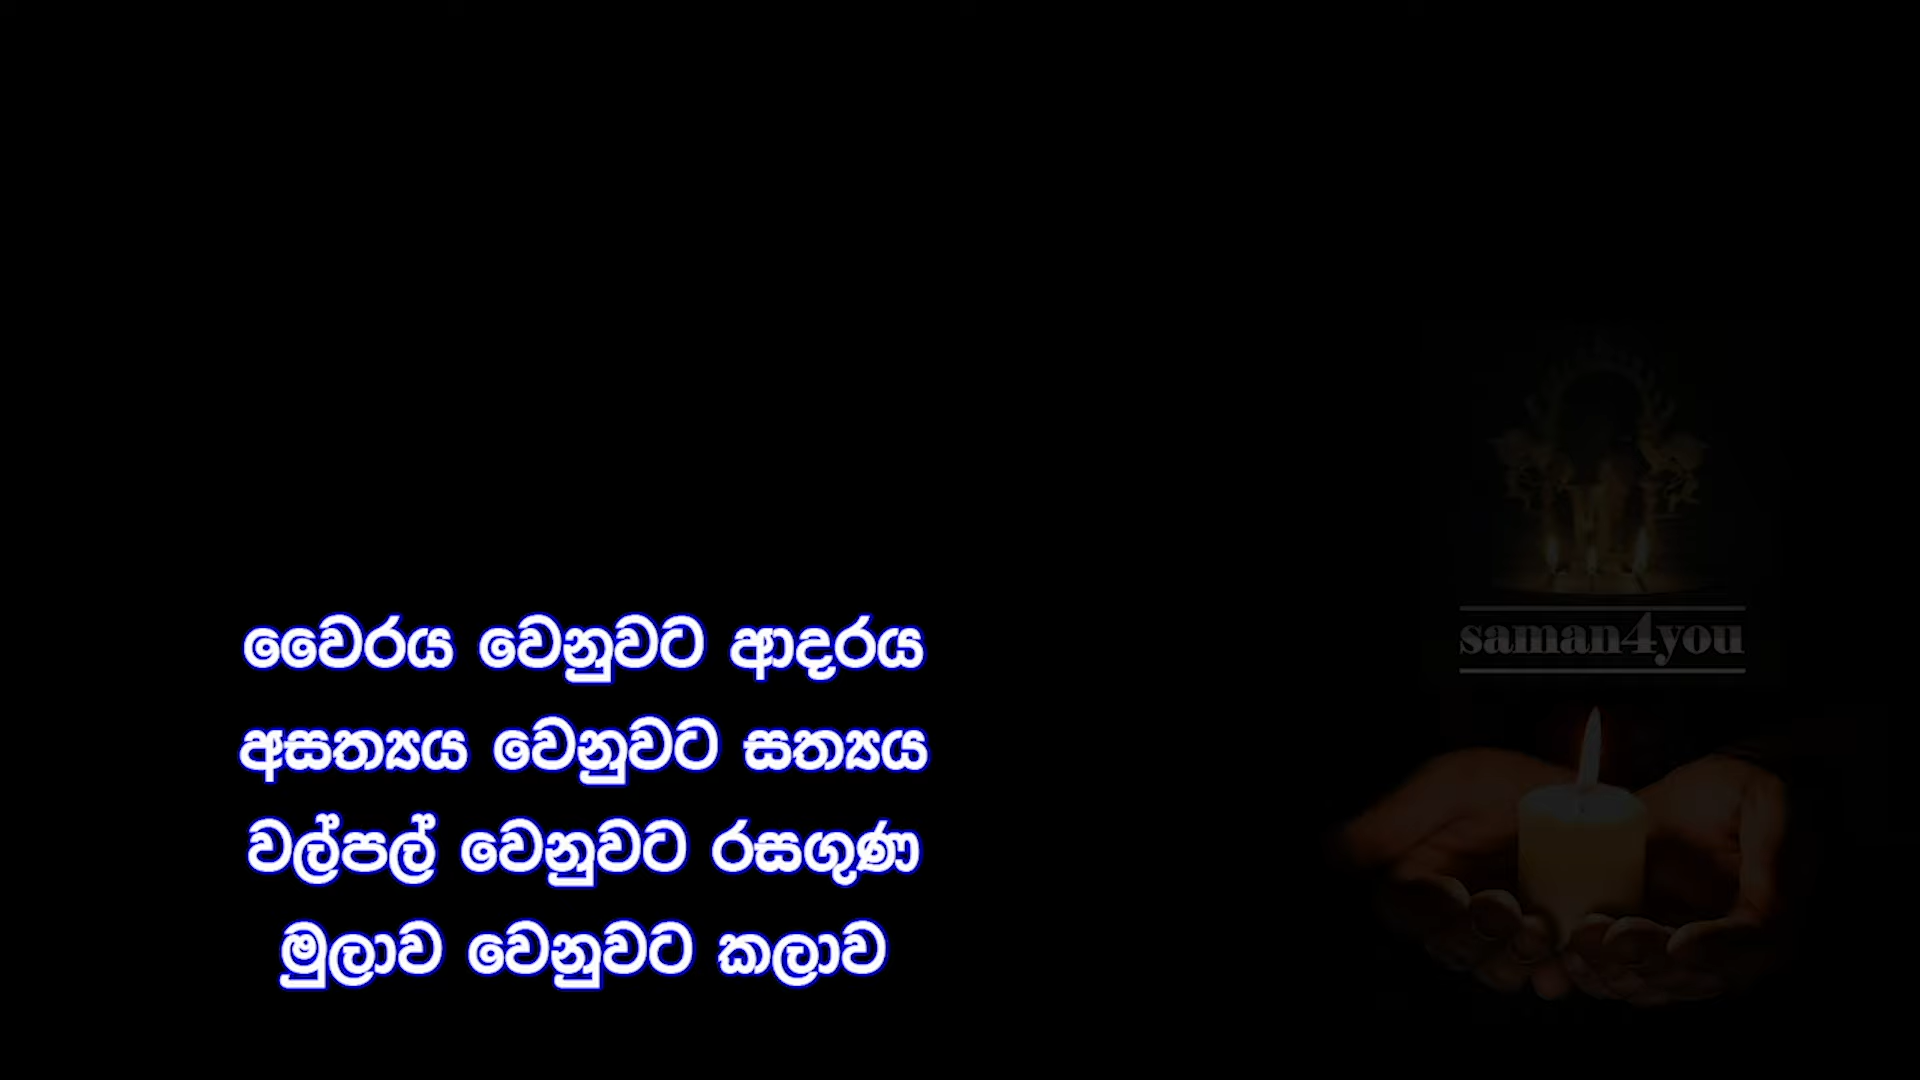 වෛරය වෙනුවට ආදරය
අසත්‍යය වෙනුවට සත්‍යය
වල්පල් වෙනුවට රසගුණ
මුලාව වෙනුවට කලාව
saman4you